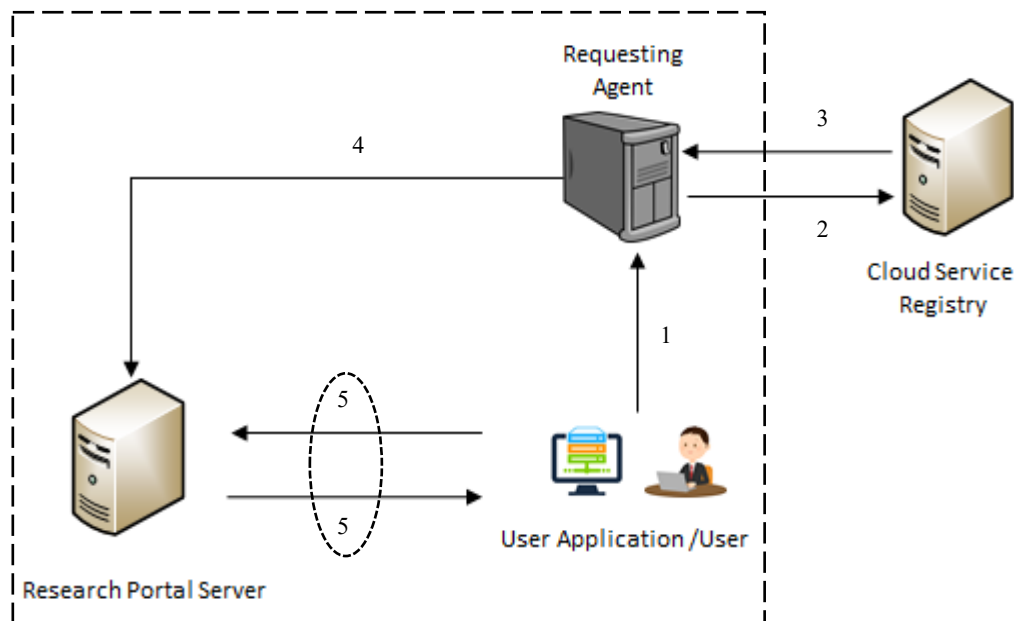 Requesting
Agent
3
4
2
Cloud Service
Registry
1
5
5
User Application /User
Research Portal Server